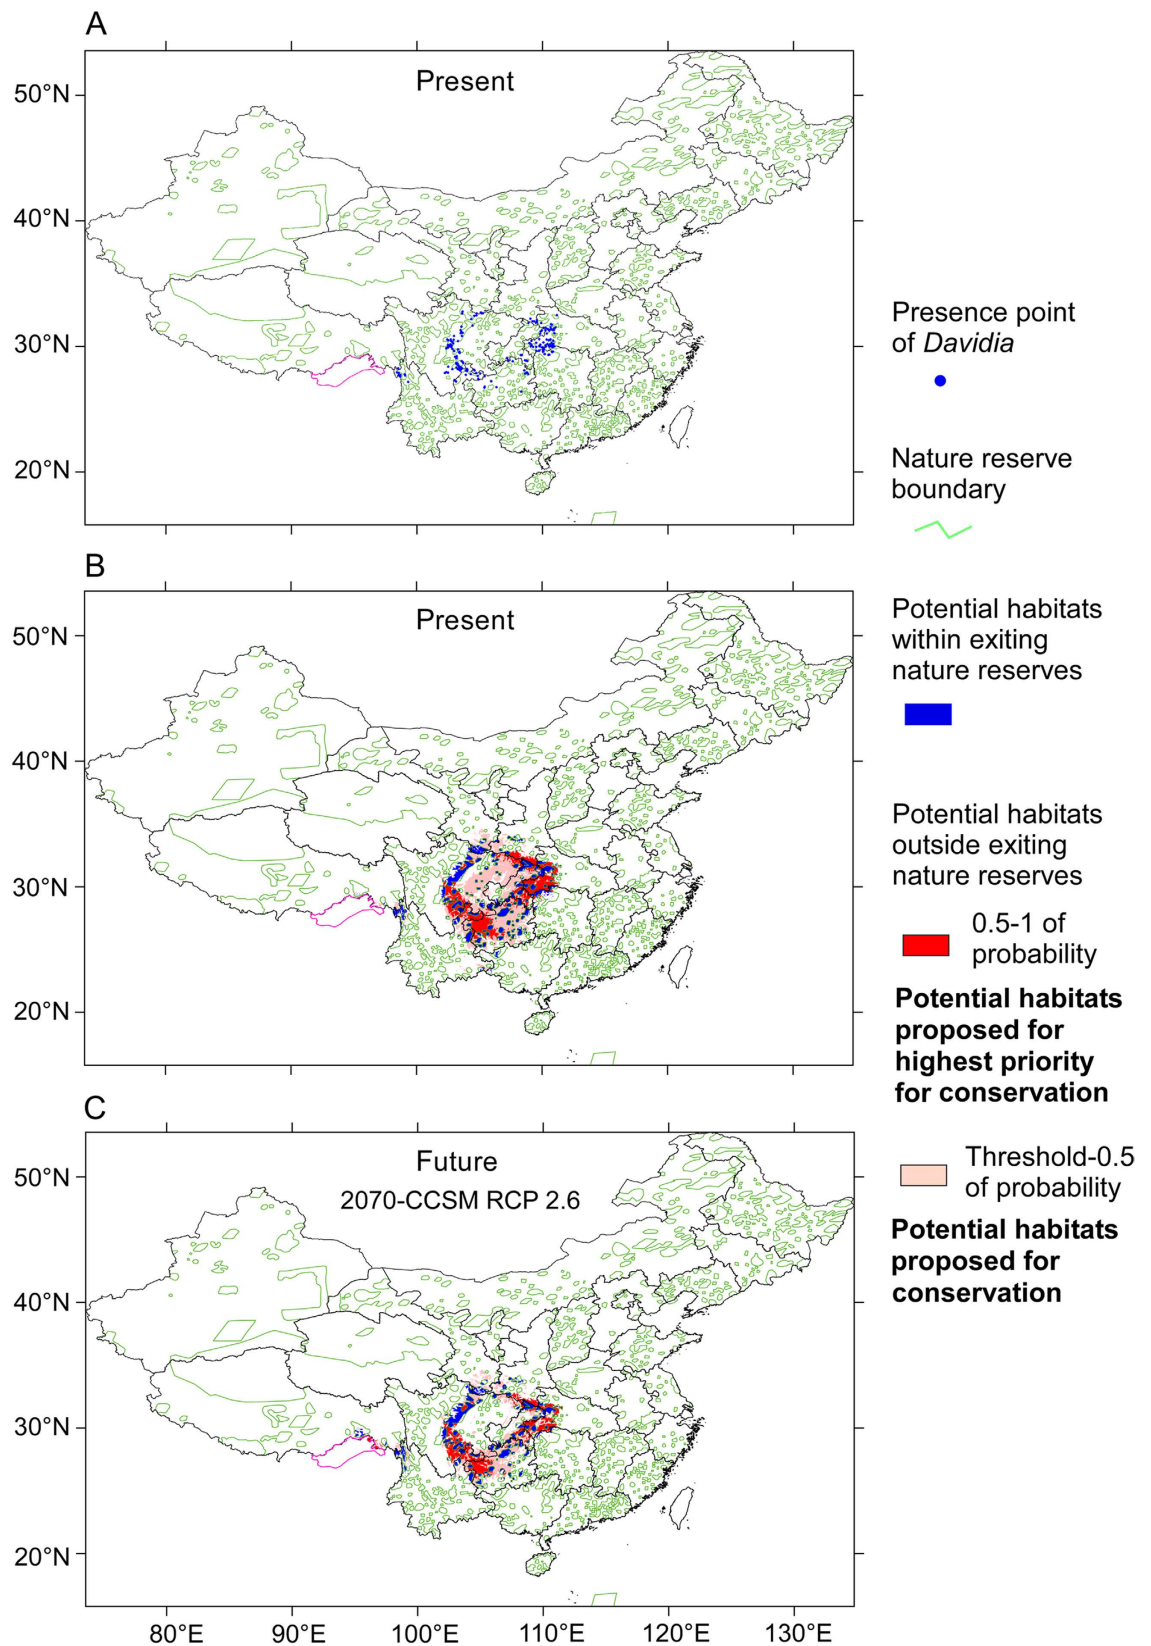 A
Present
50°N
40°N
30°N
20°N
Presence point
of Davidia
Nature reserve
boundary
B
Present
50°N
40°N
30°N
20°N
Potential habitats
within exiting
nature reserves
Potential habitats
outside exiting
nature reserves
0.5-1 of
probability
Potential habitats
proposed for
highest priority
for conservation
C
Future
2070-CCSM RCP 2.6
50°N
40°N
30°N
20°N
80°E 90°E 100°E 110°E 120°E 130°E
Threshold-0.5
of probability
Potential habitats
proposed for
conservation